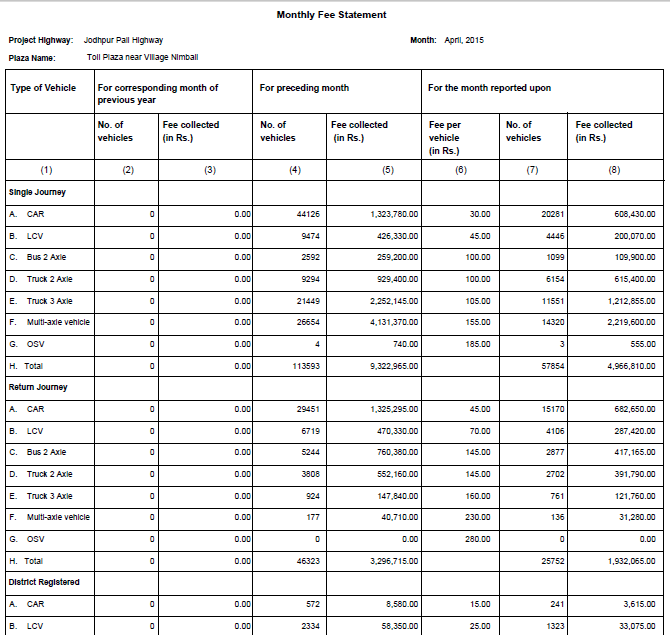 Monthly Fee Statement
Project Highway: Jodhpur Pali Highway Month: April, 2015
Plaza Name: Toll Plaza near Village Nimbali
Type of Vehicle For corresponding month of previous year For preceding month For the month reported upon
No. of vehicles Fee collected (in Rs.) No. of vehicles Fee collected (in Rs.) Fee per vehicle (in Rs.) No. of vehicles Fee collected (in Rs.)
(1) (2) (3) (4) (5) (6) (7) (8)
Single Journey
A. CAR 0 0.00 44126 1,323,780.00 30.00 20281 608,430.00
B. LCV 0 0.00 9474 426,330.00 45.00 4446 200,070.00
C. Bus 2 Axle 0 0.00 2592 259,200.00 100.00 1099 109,900.00
D. Truck 2 Axle 0 0.00 9294 929,400.00 100.00 6154 615,400.00
E. Truck 3 Axle 0 0.00 21449 2,252,145.00 105.00 11551 1,212,855.00
F. Multi-axle vehicle 0 0.00 26654 4,131,370.00 155.00 14320 2,219,600.00
G. OSV 0 0.00 4 740.00 185.00 3 555.00
H. Total 0 0.00 113593 9,322,965.00 57854 4,966,810.00
Return Journey
A. CAR 0 0.00 29451 1,325,295.00 45.00 15170 682,650.00
B. LCV 0 0.00 6719 470,330.00 70.00 4106 287,420.00
C. Bus 2 Axle 0 0.00 5244 760,380.00 145.00 2877 417,165.00
D. Truck 2 Axle 0 0.00 3808 552,160.00 145.00 2702 391,790.00
E. Truck 3 Axle 0 0.00 924 147,840.00 160.00 761 121,760.00
F. Multi-axle vehicle 0 0.00 177 40,710.00 230.00 136 31,280.00
G. OSV 0 0.00 0 0.00 280.00 0 0.00
H. Total 0 0.00 46323 3,296,715.00 25752 1,932,065.00
District Registered
A. CAR 0 0.00 572 8,580.00 15.00 241 3,615.00
B. LCV 0 0.00 2334 58,350.00 25.00 1323 33,075.00